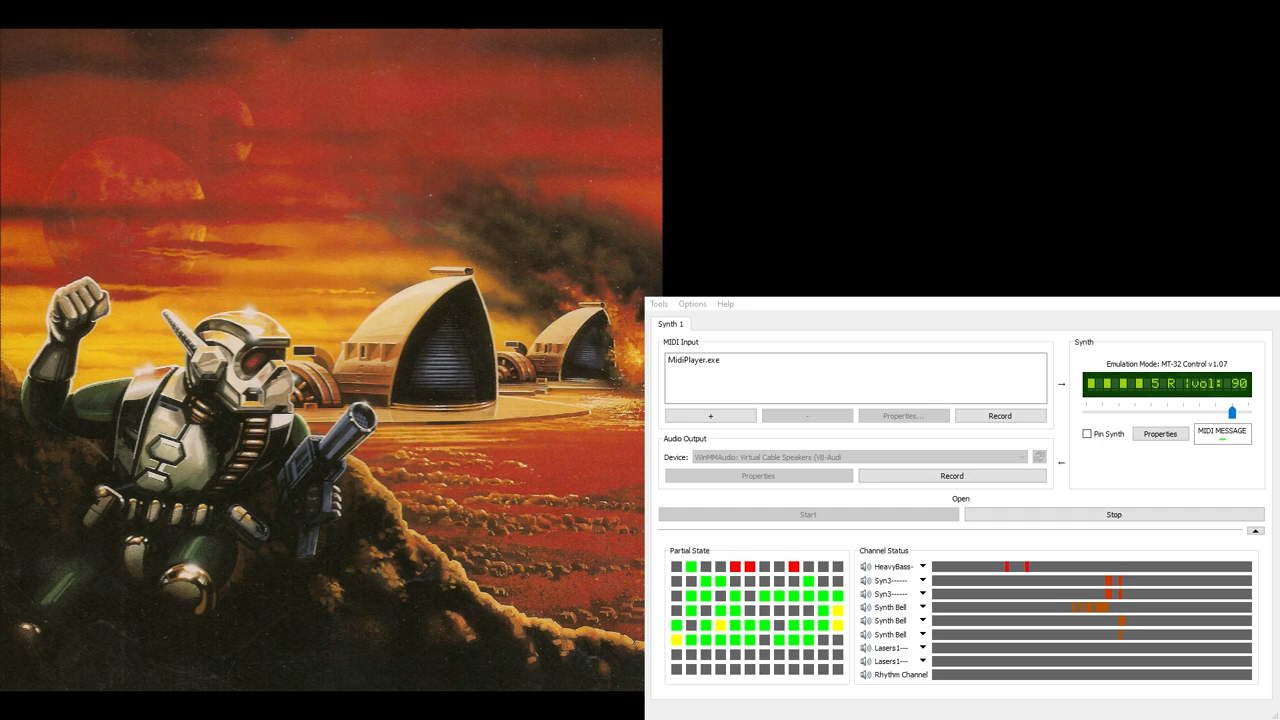 Tools Options Help
Synth 1
MIDI Input
MidiPlayer.exe
+ - Properties... Record
Audio Output
Device: WinMMAudio: Virtual Cable Speakers (VB-Audi
Properties Record
Synth
Emulation Mode: MT-32 Control v1.07
5 R |vol: 90
Pin Synth Properties MIDI MESSAGE
Open
Start Stop
Partial State
Channel Status
HeavyBass-
Syn3------
Syn3------
Synth Bell
Synth Bell
Synth Bell
Lasers1---
Lasers1---
Rhythm Channel